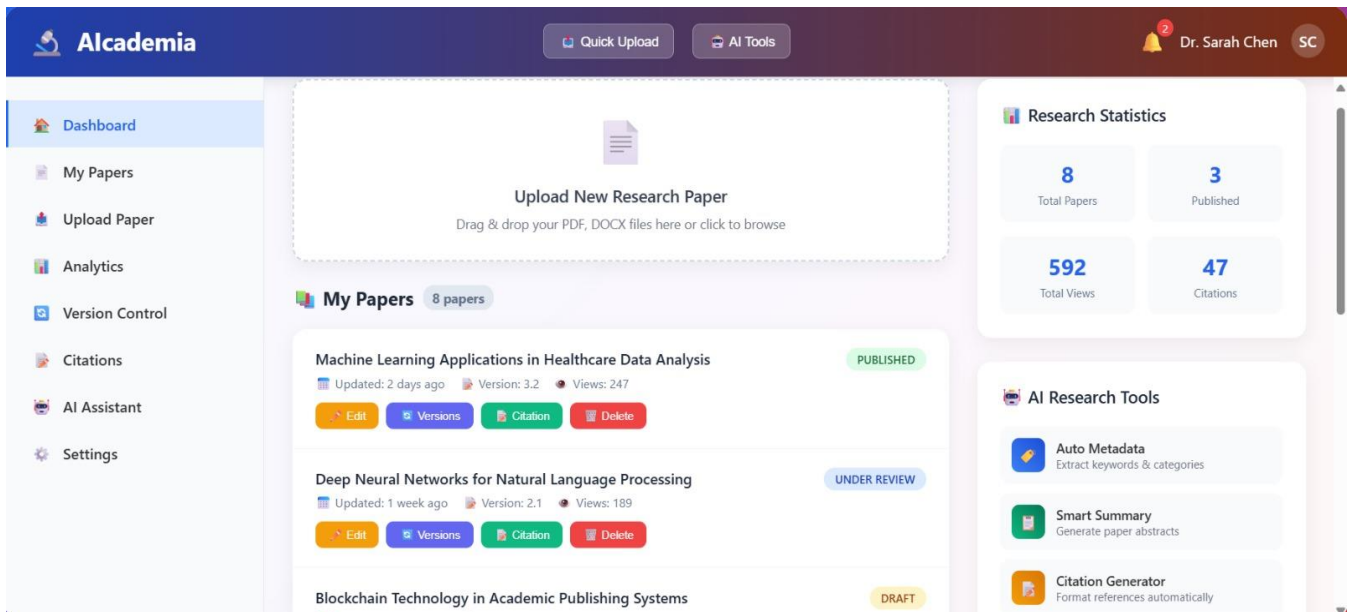 AIcademia
Quick Upload
AI Tools
2
Dr. Sarah Chen
SC
Dashboard
My Papers
Upload Paper
Analytics
Version Control
Citations
AI Assistant
Settings
Upload New Research Paper
Drag & drop your PDF, DOCX files here or click to browse
My Papers 8 papers
Machine Learning Applications in Healthcare Data Analysis
PUBLISHED
Updated: 2 days ago Version: 3.2 Views: 247
Edit Versions Citation Delete
Deep Neural Networks for Natural Language Processing
UNDER REVIEW
Updated: 1 week ago Version: 2.1 Views: 189
Edit Versions Citation Delete
Blockchain Technology in Academic Publishing Systems
DRAFT
Research Statistics
8
Total Papers
3
Published
592
Total Views
47
Citations
AI Research Tools
Auto Metadata
Extract keywords & categories
Smart Summary
Generate paper abstracts
Citation Generator
Format references automatically